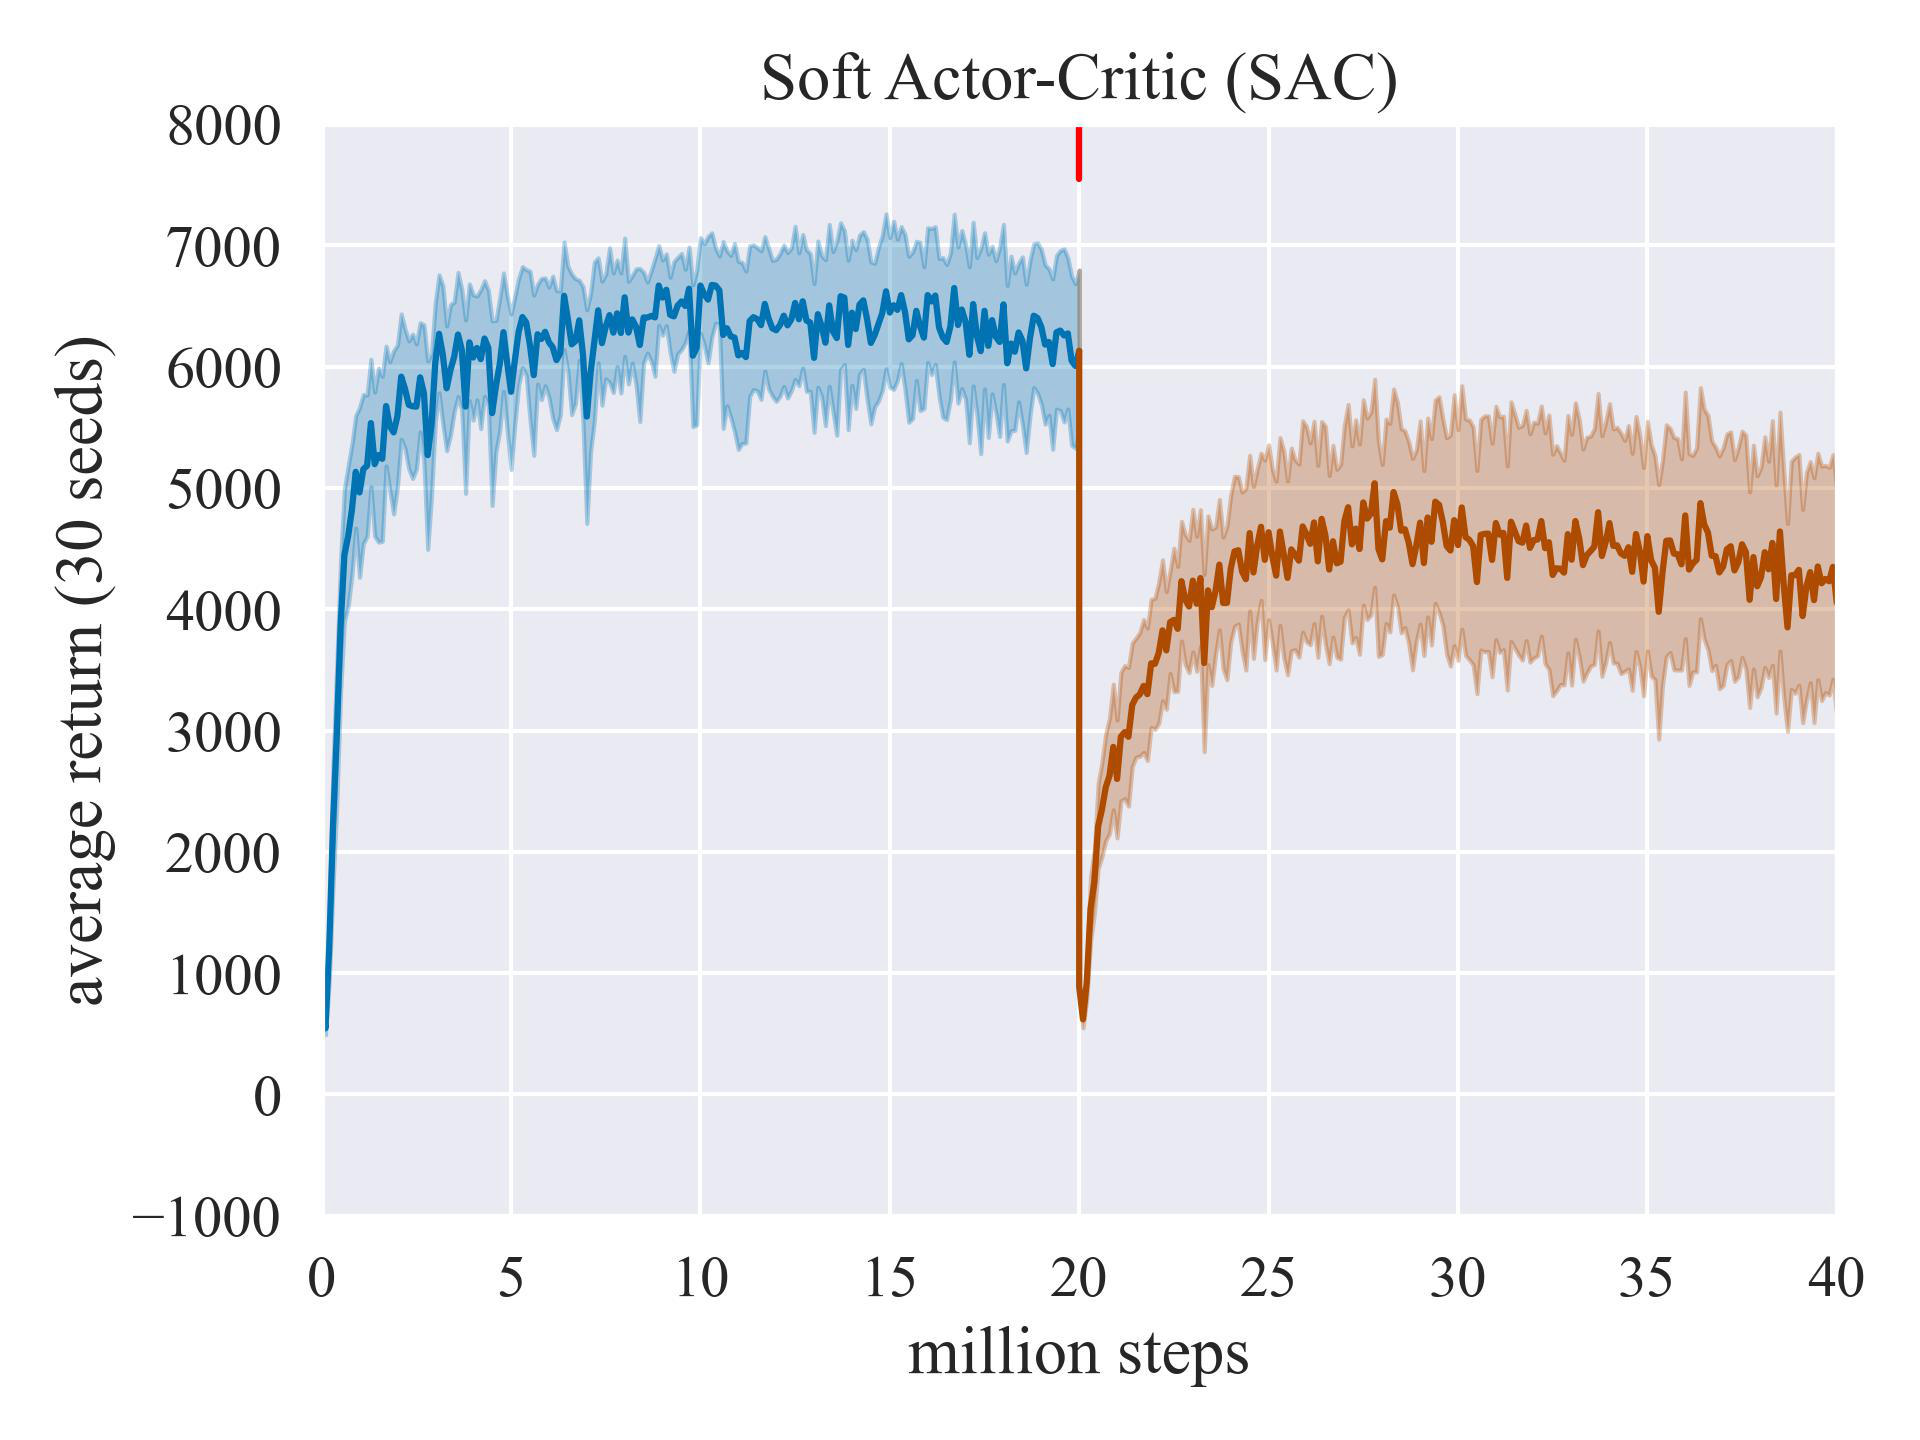 Soft Actor-Critic (SAC)
8000
7000
6000
5000
4000
3000
2000
1000
0
−1000
average return (30 seeds)
0 5 10 15 20 25 30 35 40
million steps